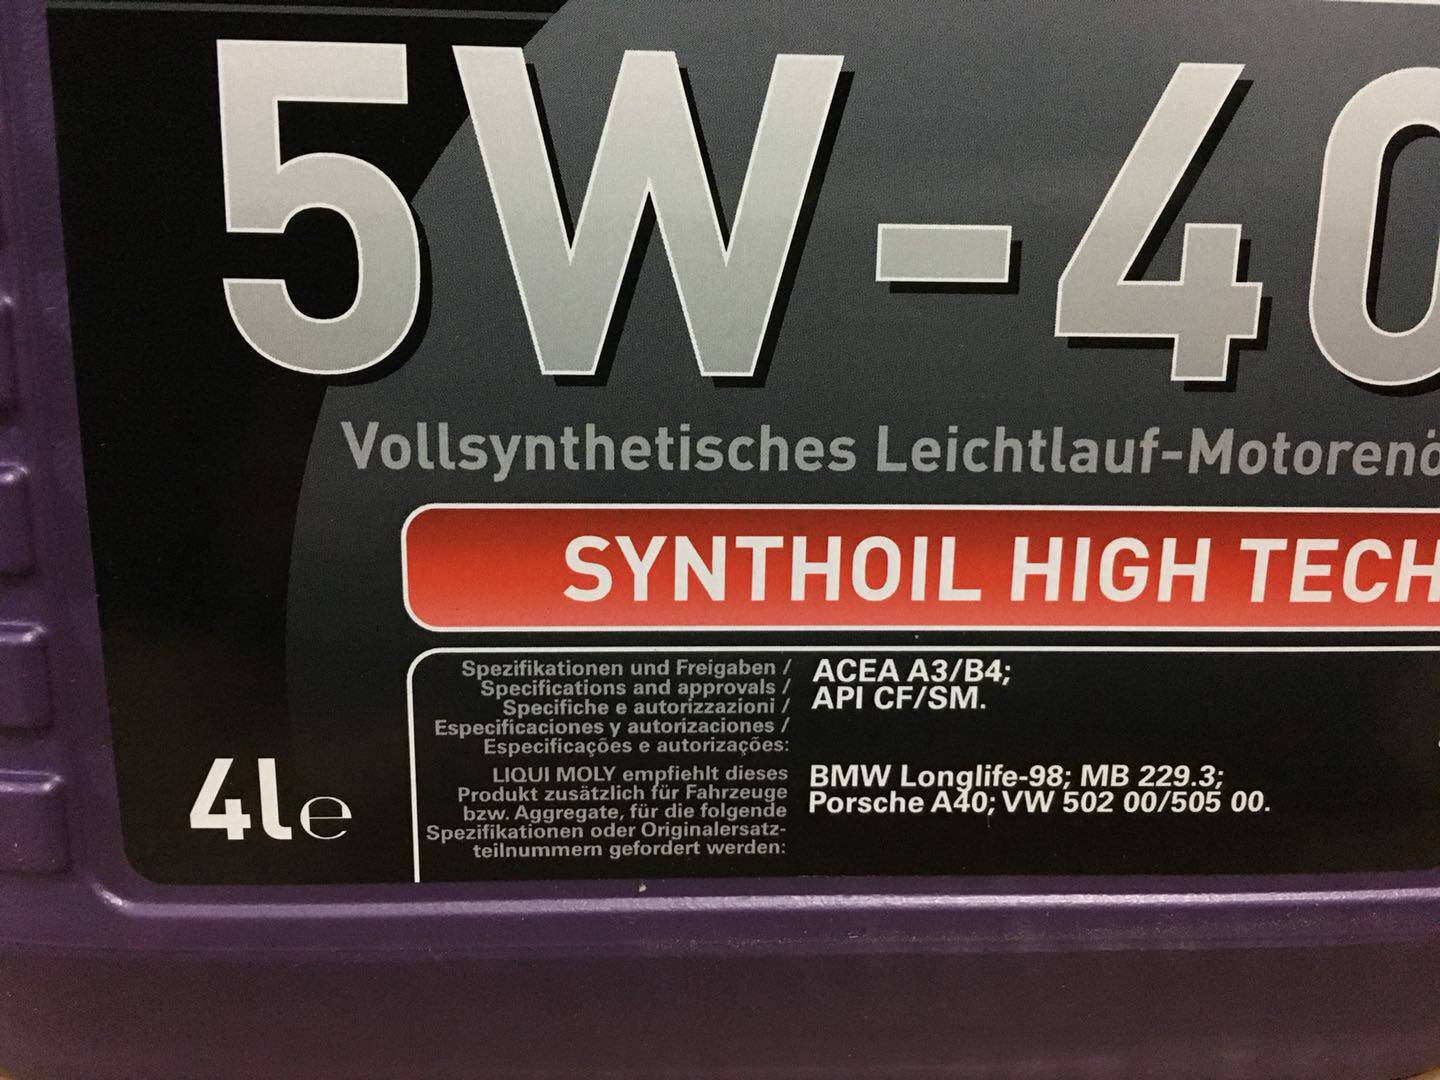 5W-40
Vollsynthetisches Leichtlauf-Motorenö
SYNTHOIL HIGH TECH
Spezifikationen und Freigaben /
Specifications and approvals /
Specifiche e autorizzazioni /
Especificaciones y autorizaciones /
Especificações e autorizações:
ACEA A3/B4;
API CF/SM.
LIQUI MOLY empfiehlt dieses
Produkt zusätzlich für Fahrzeuge
bzw. Aggregate, für die folgende
Spezifikationen oder Originalersatz-
teilnummern gefordert werden:
BMW Longlife-98; MB 229.3;
Porsche A40; VW 502 00/505 00.
4l e